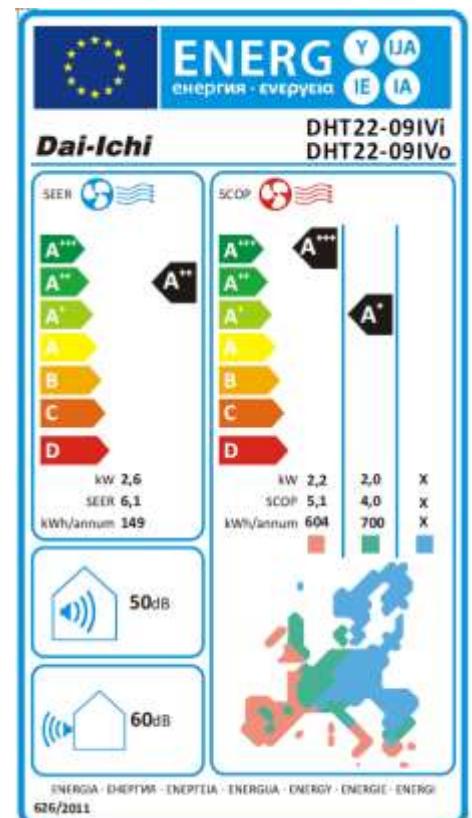 ENERG Y IJA
енергия · ενεργεια IE IA
Dai-Ichi
DHT22-09IVi
DHT22-09IVo
SEER
A+++
A++
A+
A
B
C
D
A++
kW 2,6
SEER 6,1
kWh/annum 149
SCOP
A+++
A++
A+
A
B
C
D
A+++
A+
kW 2,2 2,0 X
SCOP 5,1 4,0 X
kWh/annum 604 700 X
50dB
60dB
ENERGIA · ЕНЕРГИЯ · ΕΝΕΡΓΕΙΑ · ENERGIJA · ENERGY · ENERGIE · ENERGI
626/2011